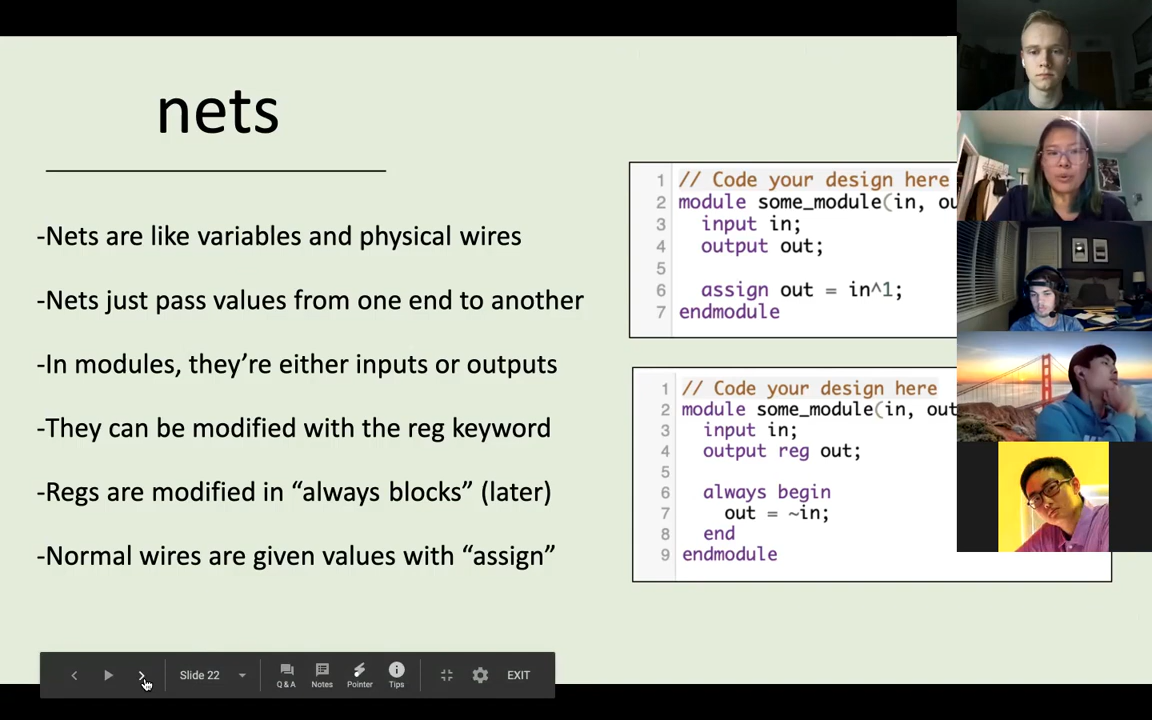 nets
-Nets are like variables and physical wires
-Nets just pass values from one end to another
-In modules, they're either inputs or outputs
-They can be modified with the reg keyword
-Regs are modified in “always blocks” (later)
-Normal wires are given values with “assign”
1 // Code your design here
2 module some_module(in, ou
3 input in;
4 output out;
5
6 assign out = in^1;
7 endmodule
1 // Code your design here
2 module some_module(in, out
3 input in;
4 output reg out;
5
6 always begin
7 out = ~in;
8 end
9 endmodule
Slide 22
Q & A
Notes
Pointer
Tips
EXIT